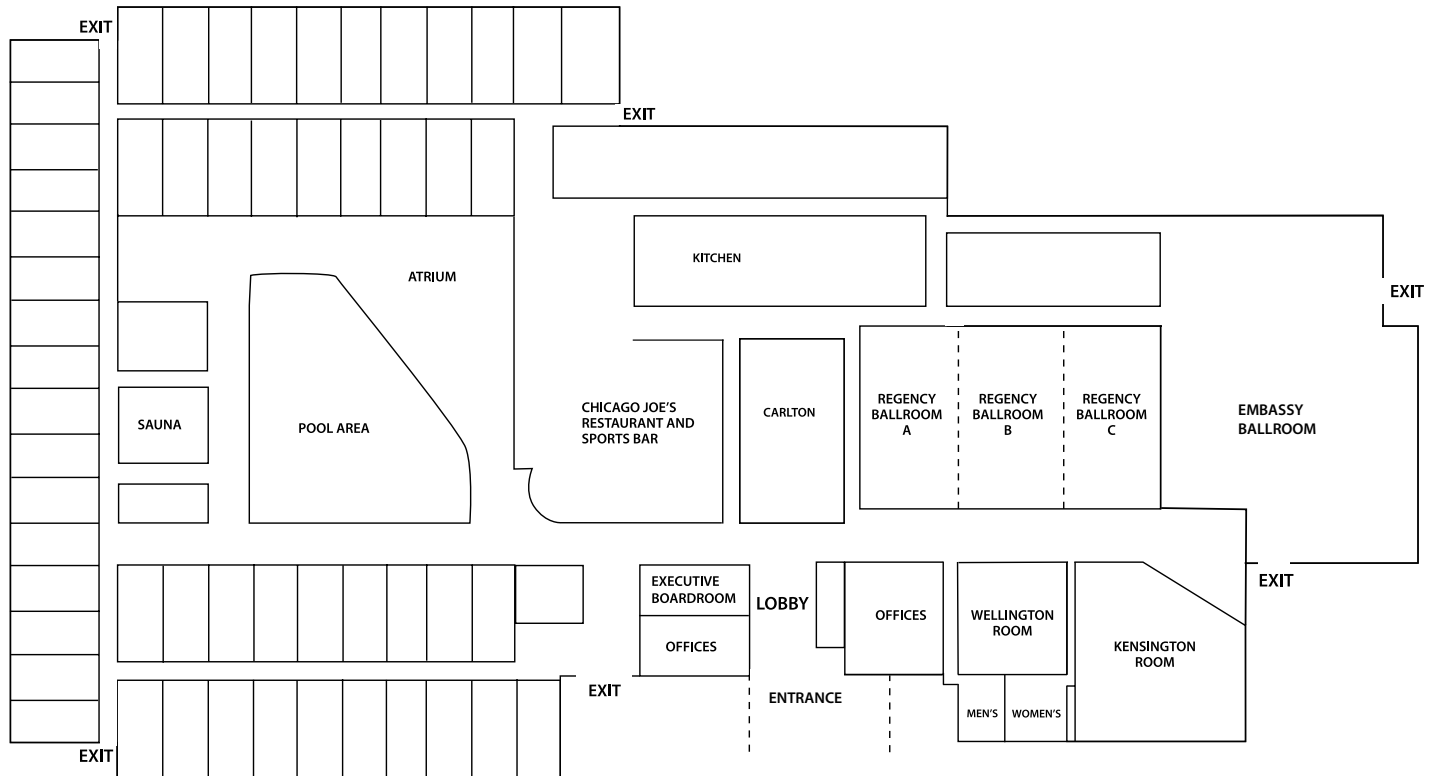 EXIT
EXIT
KITCHEN
ATRIUM
EXIT
CHICAGO JOE'S
RESTAURANT AND
SPORTS BAR
CARLTON
REGENCY
BALLROOM
A
REGENCY
BALLROOM
B
REGENCY
BALLROOM
C
EMBASSY
BALLROOM
SAUNA
POOL AREA
EXECUTIVE
BOARDROOM
LOBBY
OFFICES
WELLINGTON
ROOM
EXIT
OFFICES
KENSINGTON
ROOM
EXIT
ENTRANCE
MEN'S
WOMEN'S
EXIT